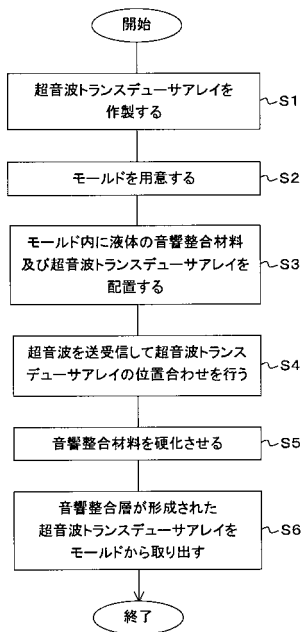 開始
超音波トランスデューサアレイを
作製する
S1
モールドを用意する
S2
モールド内に液体の音響整合材料
及び超音波トランスデューサアレイを
配置する
S3
超音波を送受信して超音波トランス
デューサアレイの位置合わせを行う
S4
音響整合材料を硬化させる
S5
音響整合層が形成された
超音波トランスデューサアレイを
モールドから取り出す
S6
終了